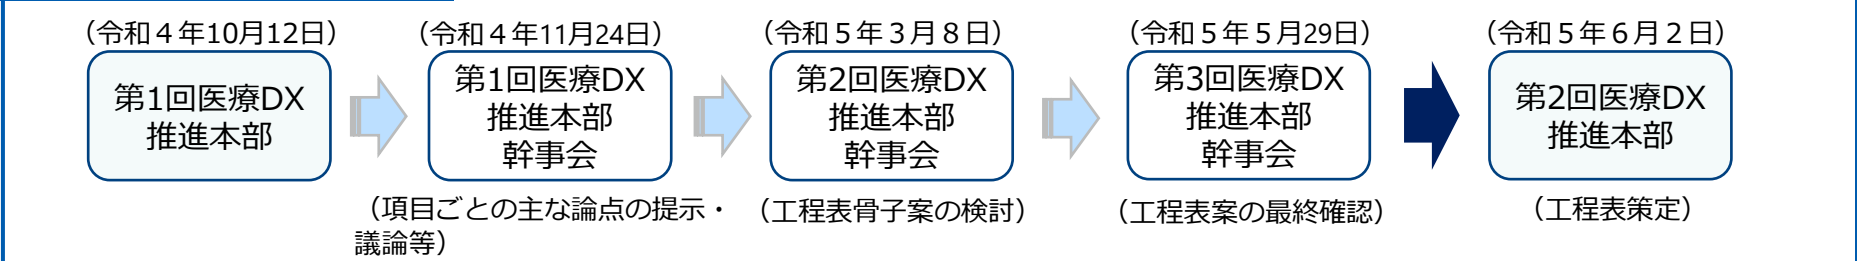 （令和４年10月12日）
第1回医療DX
推進本部
（令和４年11月24日）
第1回医療DX
推進本部
幹事会
（項目ごとの主な論点の提示・
議論等）
（令和５年３月８日）
第2回医療DX
推進本部
幹事会
（工程表骨子案の検討）
（令和５年５月29日）
第3回医療DX
推進本部
幹事会
（工程表案の最終確認）
（令和５年６月２日）
第2回医療DX
推進本部
（工程表策定）